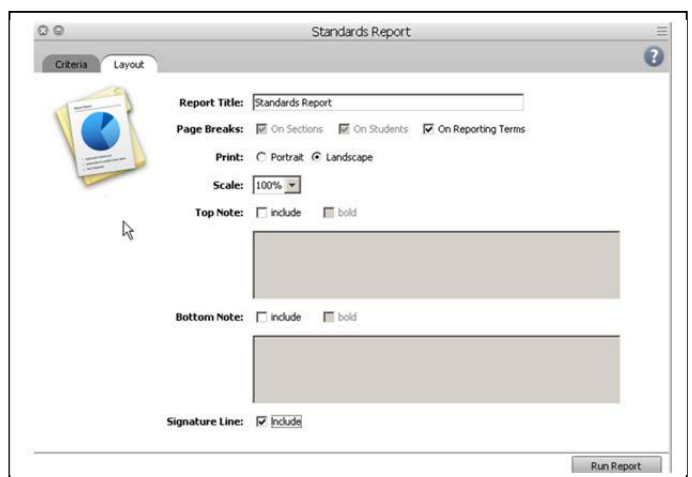 Standards Report
Criteria Layout
Report Title: Standards Report
Page Breaks: On Sections On Students On Reporting Terms
Print: Portrait Landscape
Scale: 100%
Top Note: include bold
Bottom Note: include bold
Signature Line: Include
Run Report